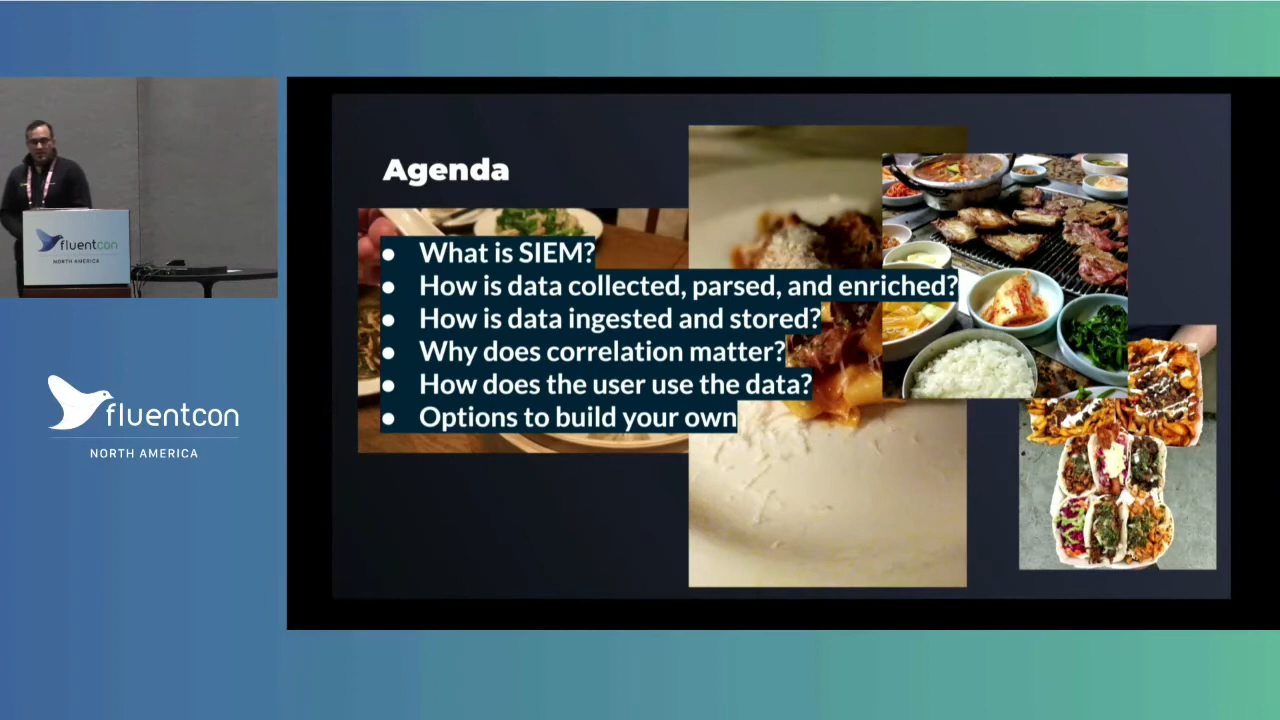 fluentcon
NORTH AMERICA
fluentcon
NORTH AMERICA
Agenda
● What is SIEM?
● How is data collected, parsed, and enriched?
● How is data ingested and stored?
● Why does correlation matter?
● How does the user use the data?
● Options to build your own